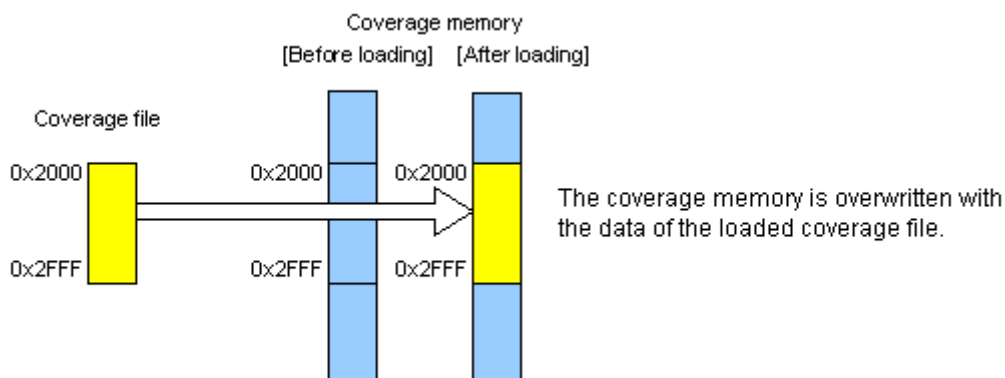 Coverage memory
[Before loading] [After loading]
Coverage file
0x2000 0x2000 0x2000
The coverage memory is overwritten with
the data of the loaded coverage file.
0x2FFF 0x2FFF 0x2FFF